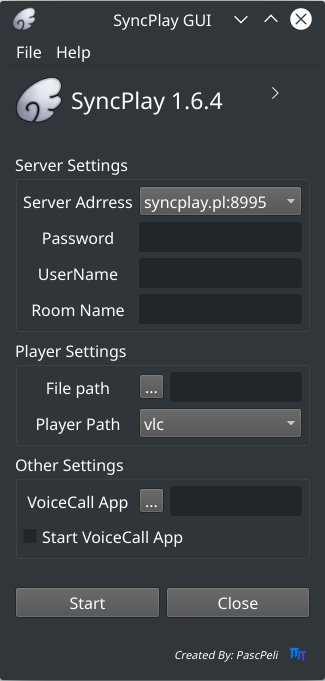 SyncPlay GUI
File Help
SyncPlay 1.6.4
Server Settings
Server Adrress syncplay.pl:8995
Password
UserName
Room Name
Player Settings
File path ...
Player Path vlc
Other Settings
VoiceCall App ...
Start VoiceCall App
Start Close
Created By: PascPeli